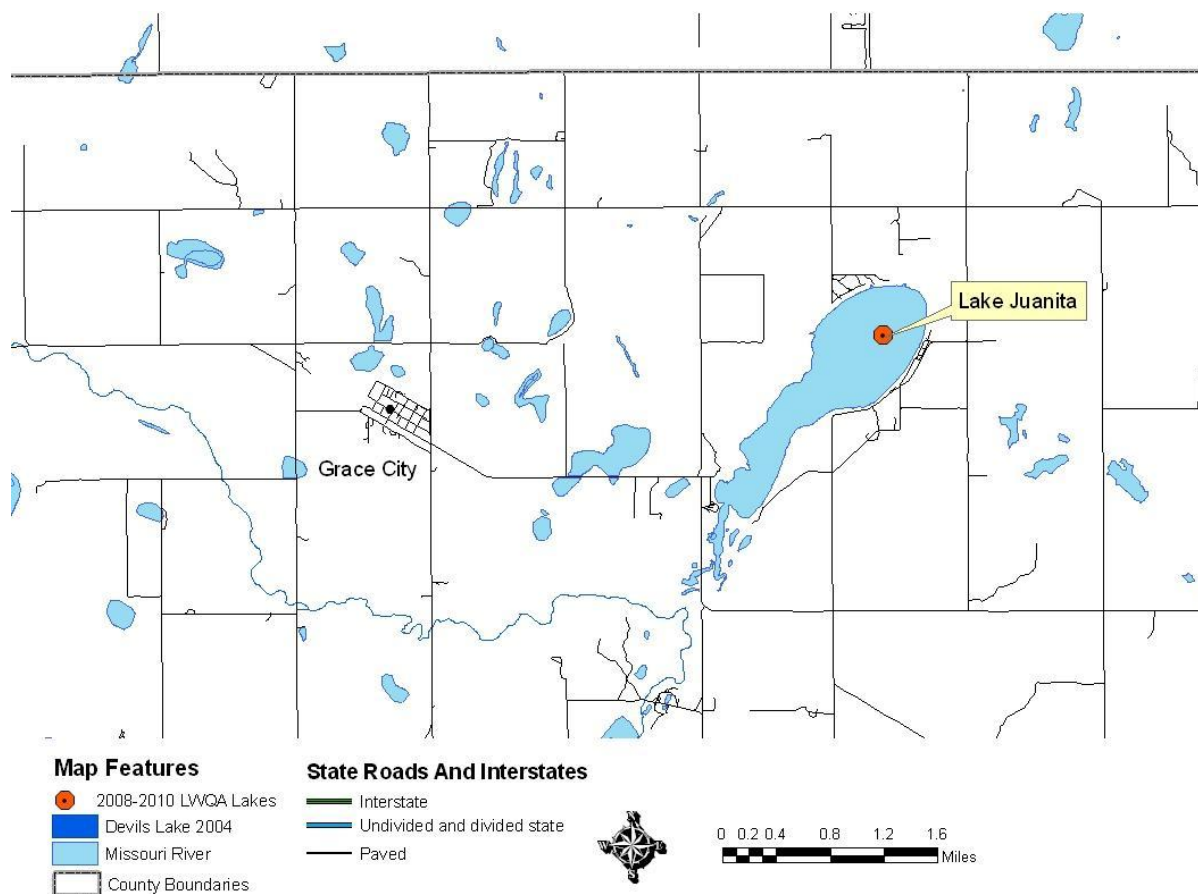 Lake Juanita
Grace City
Map Features
2008-2010 LWQA Lakes
Devils Lake 2004
Missouri River
County Boundaries
State Roads And Interstates
Interstate
Undivided and divided state
Paved
0 0.2 0.4 0.8 1.2 1.6
Miles